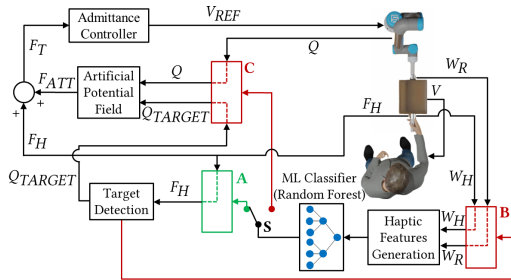 Admittance
Controller
V_REF
Q
F_T
F_ATT
Artificial
Potential
Field
Q
Q_TARGET
C
+
+
W_R
V
F_H
F_H
Q_TARGET
A
ML Classifier
(Random Forest)
W_H
Target
Detection
F_H
S
Haptic
Features
Generation
W_H
W_R
B